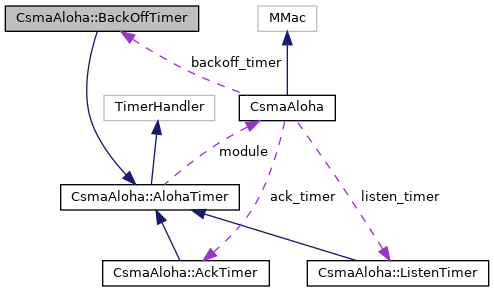 CsmaAloha::BackOffTimer
MMac
backoff_timer
TimerHandler
CsmaAloha
module
CsmaAloha::AlohaTimer
ack_timer
listen_timer
CsmaAloha::AckTimer
CsmaAloha::ListenTimer